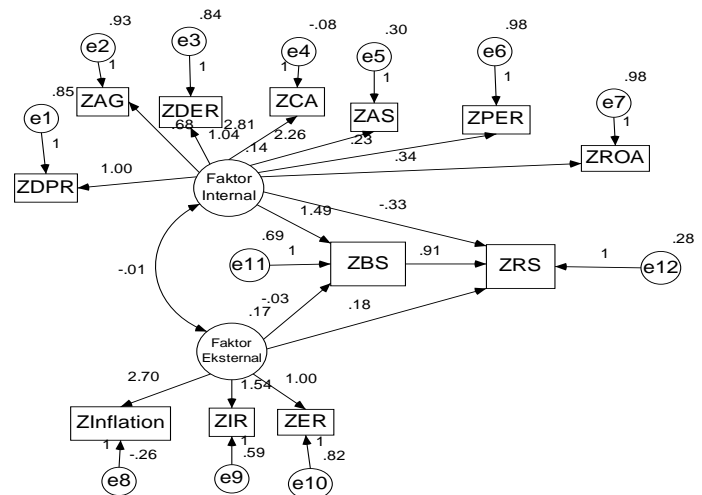 .93
.84
-.08
.30
.98
e2
e3
e4
e5
e6
.98
1
1
1
1
1
e7
.85
ZAG
ZDER
ZCA
ZAS
ZPER
1
e1
.68
1.04
2.81
2.26
.23
1
.14
.34
ZROA
ZDPR
1.00
Faktor
Internal
1.49
-.33
.69
.28
e11
1
ZBS
.91
ZRS
1
e12
-.01
-.03
.17
.18
Faktor
Eksternal
2.70
1.54
1.00
ZInflation
ZIR
ZER
1
1
1
-.26
.59
.82
e8
e9
e10